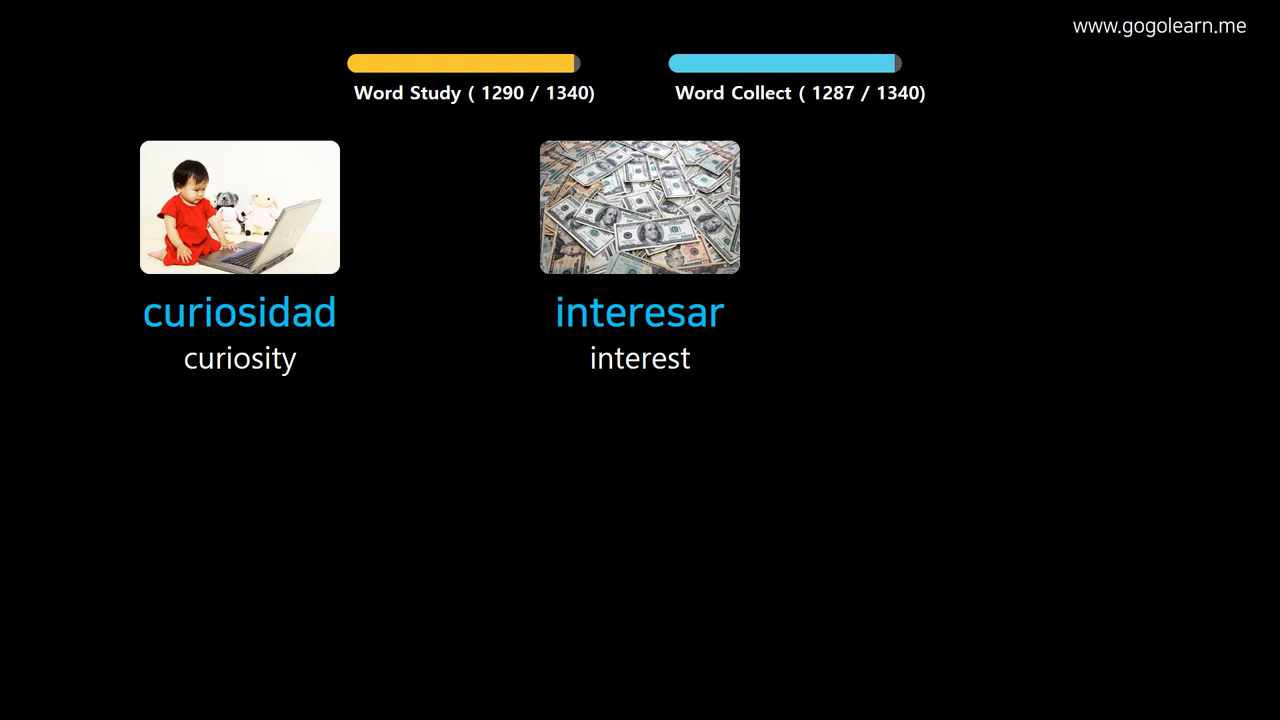 www.gogolearn.me
Word Study ( 1290 / 1340)
Word Collect ( 1287 / 1340)
curiosidad
interesar
curiosity
interest